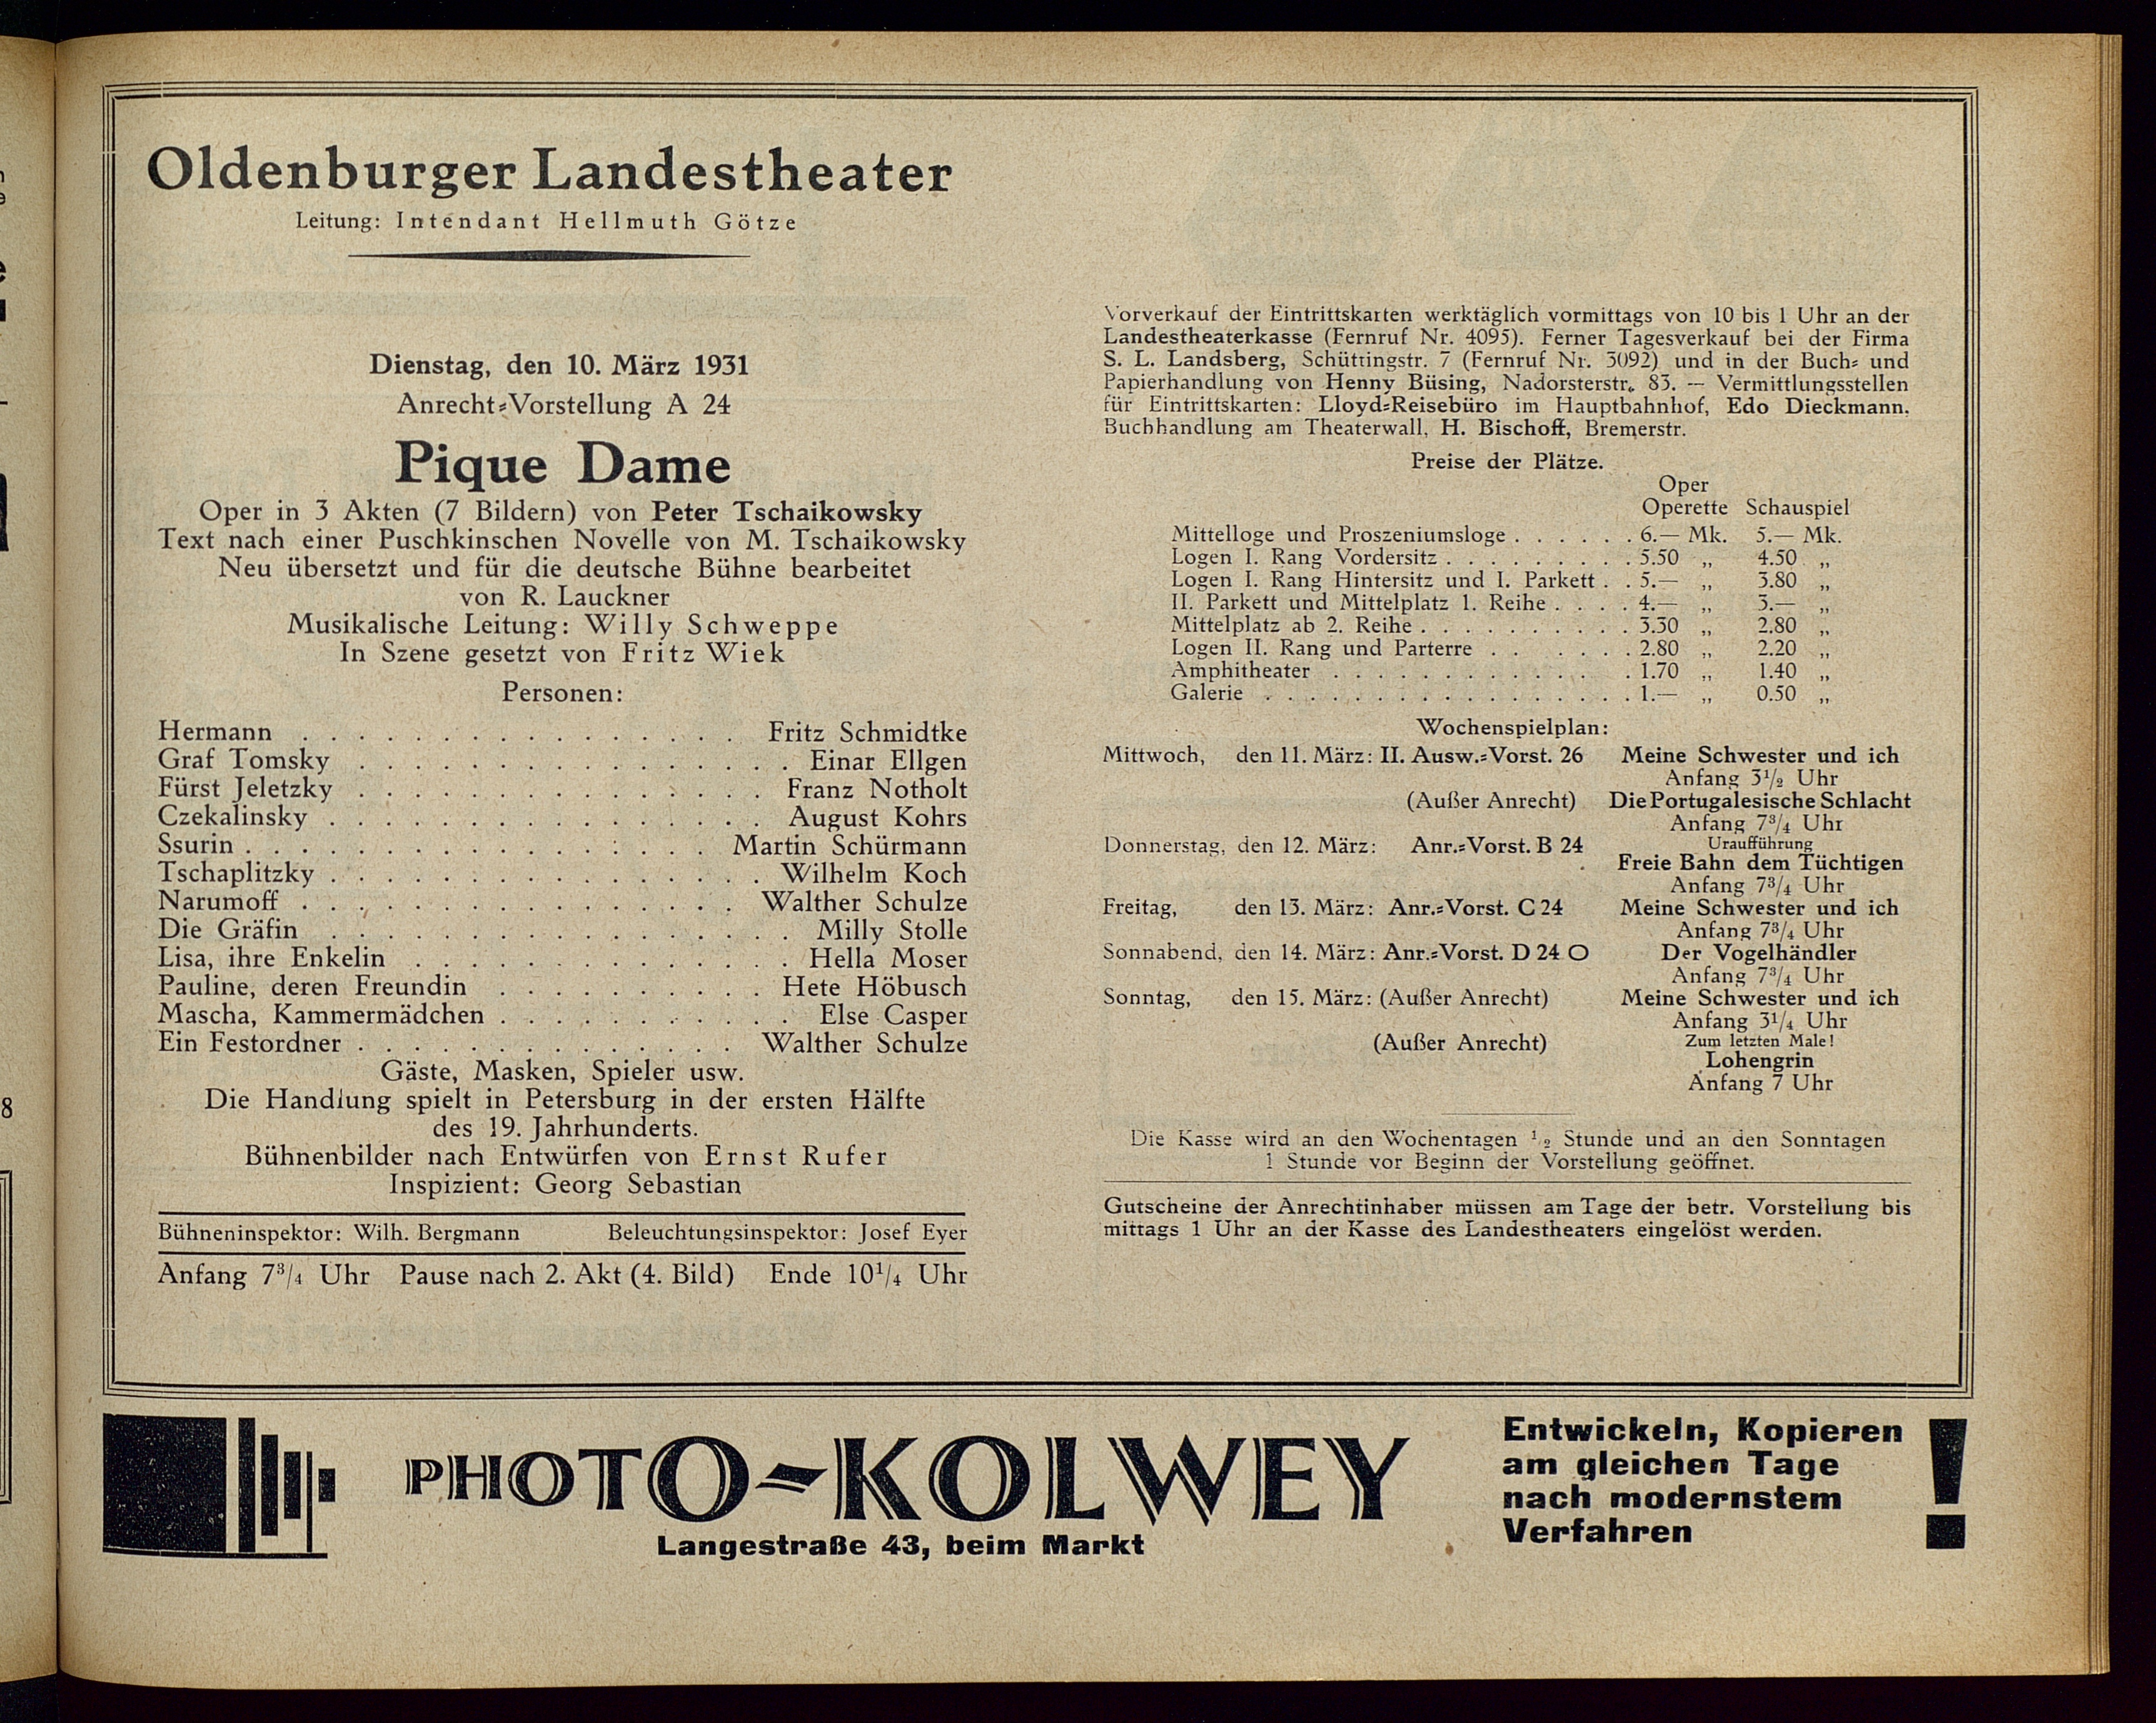 Oldenburger Landestheater
Leitung: Intendant Hellmuth Götze
Dienstag, den 10. März 1931
Anrecht-Vorstellung A 24
Pique Dame
Oper in 3 Akten (7 Bildern) von Peter Tschaikowsky
Text nach einer Puschkinschen Novelle von M. Tschaikowsky
Neu übersetzt und für die deutsche Bühne bearbeitet
von R. Lauckner
Musikalische Leitung: Willy Schweppe
In Szene gesetzt von Fritz Wiek
Personen:
Hermann . . . . . . . . . . . . . . . . Fritz Schmidtke
Graf Tomsky . . . . . . . . . . . . . . . . Einar Ellgen
Fürst Jeletzky . . . . . . . . . . . . . . . Franz Notholt
Czekalinsky . . . . . . . . . . . . . . . . August Kohrs
Ssurin . . . . . . . . . . . . . . . . . Martin Schürmann
Tschaplitzky . . . . . . . . . . . . . . . . Wilhelm Koch
Narumoff . . . . . . . . . . . . . . . . Walther Schulze
Die Gräfin . . . . . . . . . . . . . . . . . Milly Stolle
Lisa, ihre Enkelin . . . . . . . . . . . . . . Hella Moser
Pauline, deren Freundin . . . . . . . . . . Hete Höbusch
Mascha, Kammermädchen . . . . . . . . . . . Else Casper
Ein Festordner . . . . . . . . . . . . . . Walther Schulze
Gäste, Masken, Spieler usw.
Die Handlung spielt in Petersburg in der ersten Hälfte
des 19. Jahrhunderts.
Bühnenbilder nach Entwürfen von Ernst Rufer
Inspizient: Georg Sebastian
Bühneninspektor: Wilh. Bergmann Beleuchtungsinspektor: Josef Eyer
Anfang 7³/₄ Uhr Pause nach 2. Akt (4. Bild) Ende 10¹/₄ Uhr
Vorverkauf der Eintrittskarten werktäglich vormittags von 10 bis 1 Uhr an der
Landestheaterkasse (Fernruf Nr. 4095). Ferner Tagesverkauf bei der Firma
S. L. Landsberg, Schüttingstr. 7 (Fernruf Nr. 3092) und in der Buch- und
Papierhandlung von Henny Büsing, Nadorsterstr. 83. — Vermittlungsstellen
für Eintrittskarten: Lloyd-Reisebüro im Hauptbahnhof, Edo Dieckmann,
Buchhandlung am Theaterwall, H. Bischoff, Bremerstr.
Preise der Plätze.
Oper
Operette Schauspiel
Mittelloge und Proszeniumsloge . . . . . . 6.— Mk. 5.— Mk.
Logen I. Rang Vordersitz . . . . . . . . . 5.50 „ 4.50 „
Logen I. Rang Hintersitz und I. Parkett . . 5.— „ 3.80 „
II. Parkett und Mittelplatz 1. Reihe . . . . 4.— „ 3.— „
Mittelplatz ab 2. Reihe . . . . . . . . . . 3.30 „ 2.80 „
Logen II. Rang und Parterre . . . . . . 2.80 „ 2.20 „
Amphitheater . . . . . . . . . . . . . 1.70 „ 1.40 „
Galerie . . . . . . . . . . . . . . . . . 1.— „ 0.50 „
Wochenspielplan:
Mittwoch, den 11. März: II. Ausw.-Vorst. 26 Meine Schwester und ich
Anfang 3¹/₂ Uhr
(Außer Anrecht) Die Portugalesische Schlacht
Anfang 7³/₄ Uhr
Uraufführung
Donnerstag, den 12. März: Anr.-Vorst. B 24 Freie Bahn dem Tüchtigen
Anfang 7³/₄ Uhr
Freitag, den 13. März: Anr.-Vorst. C 24 Meine Schwester und ich
Anfang 7³/₄ Uhr
Sonnabend, den 14. März: Anr.-Vorst. D 24 O Der Vogelhändler
Anfang 7³/₄ Uhr
Sonntag, den 15. März: (Außer Anrecht) Meine Schwester und ich
Anfang 3¹/₄ Uhr
Zum letzten Male!
(Außer Anrecht) Lohengrin
Anfang 7 Uhr
Die Kasse wird an den Wochentagen ¹/₂ Stunde und an den Sonntagen
1 Stunde vor Beginn der Vorstellung geöffnet.
Gutscheine der Anrechtinhaber müssen am Tage der betr. Vorstellung bis
mittags 1 Uhr an der Kasse des Landestheaters eingelöst werden.
PHOTO-KOLWEY
Langestraße 43, beim Markt
Entwickeln, Kopieren
am gleichen Tage
nach modernstem
Verfahren !
8